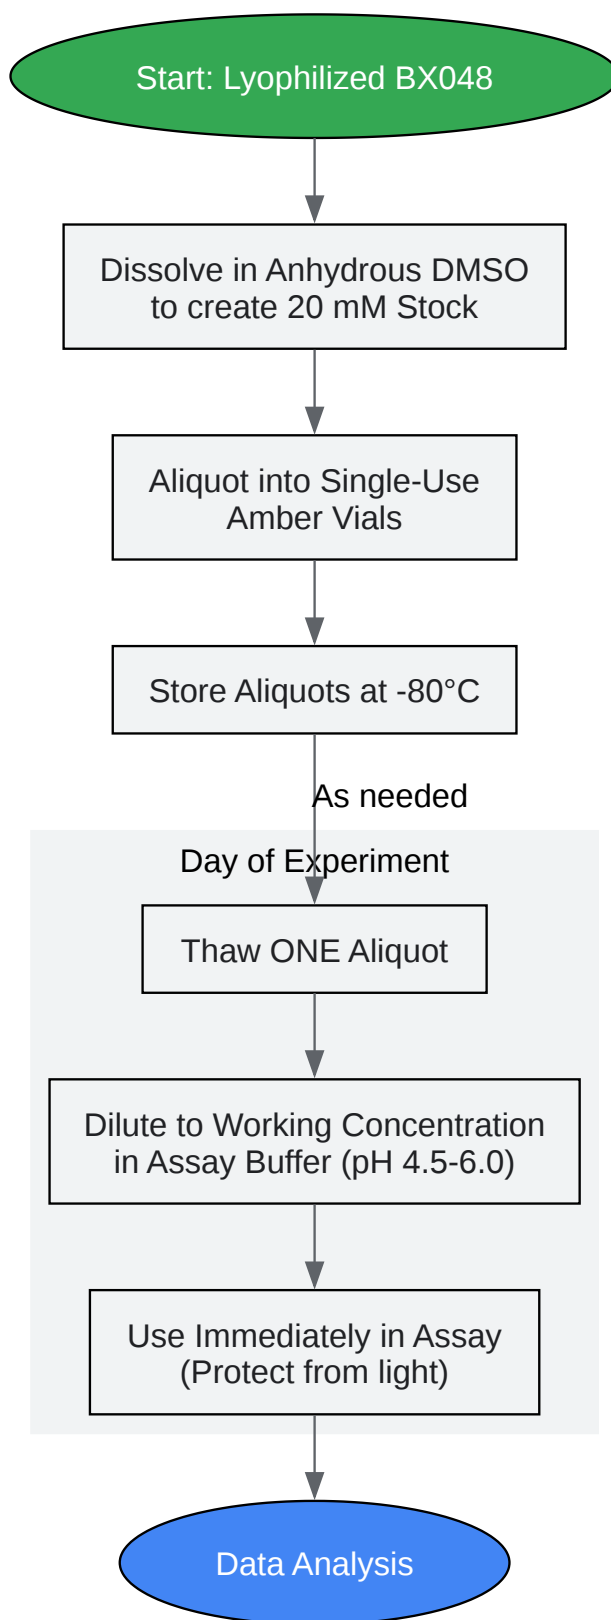 Start: Lyophilized BX048
Dissolve in Anhydrous DMSO
to create 20 mM Stock
Aliquot into Single-Use
Amber Vials
Store Aliquots at -80°C
As needed
Day of Experiment
Thaw ONE Aliquot
Dilute to Working Concentration
in Assay Buffer (pH 4.5-6.0)
Use Immediately in Assay
(Protect from light)
Data Analysis